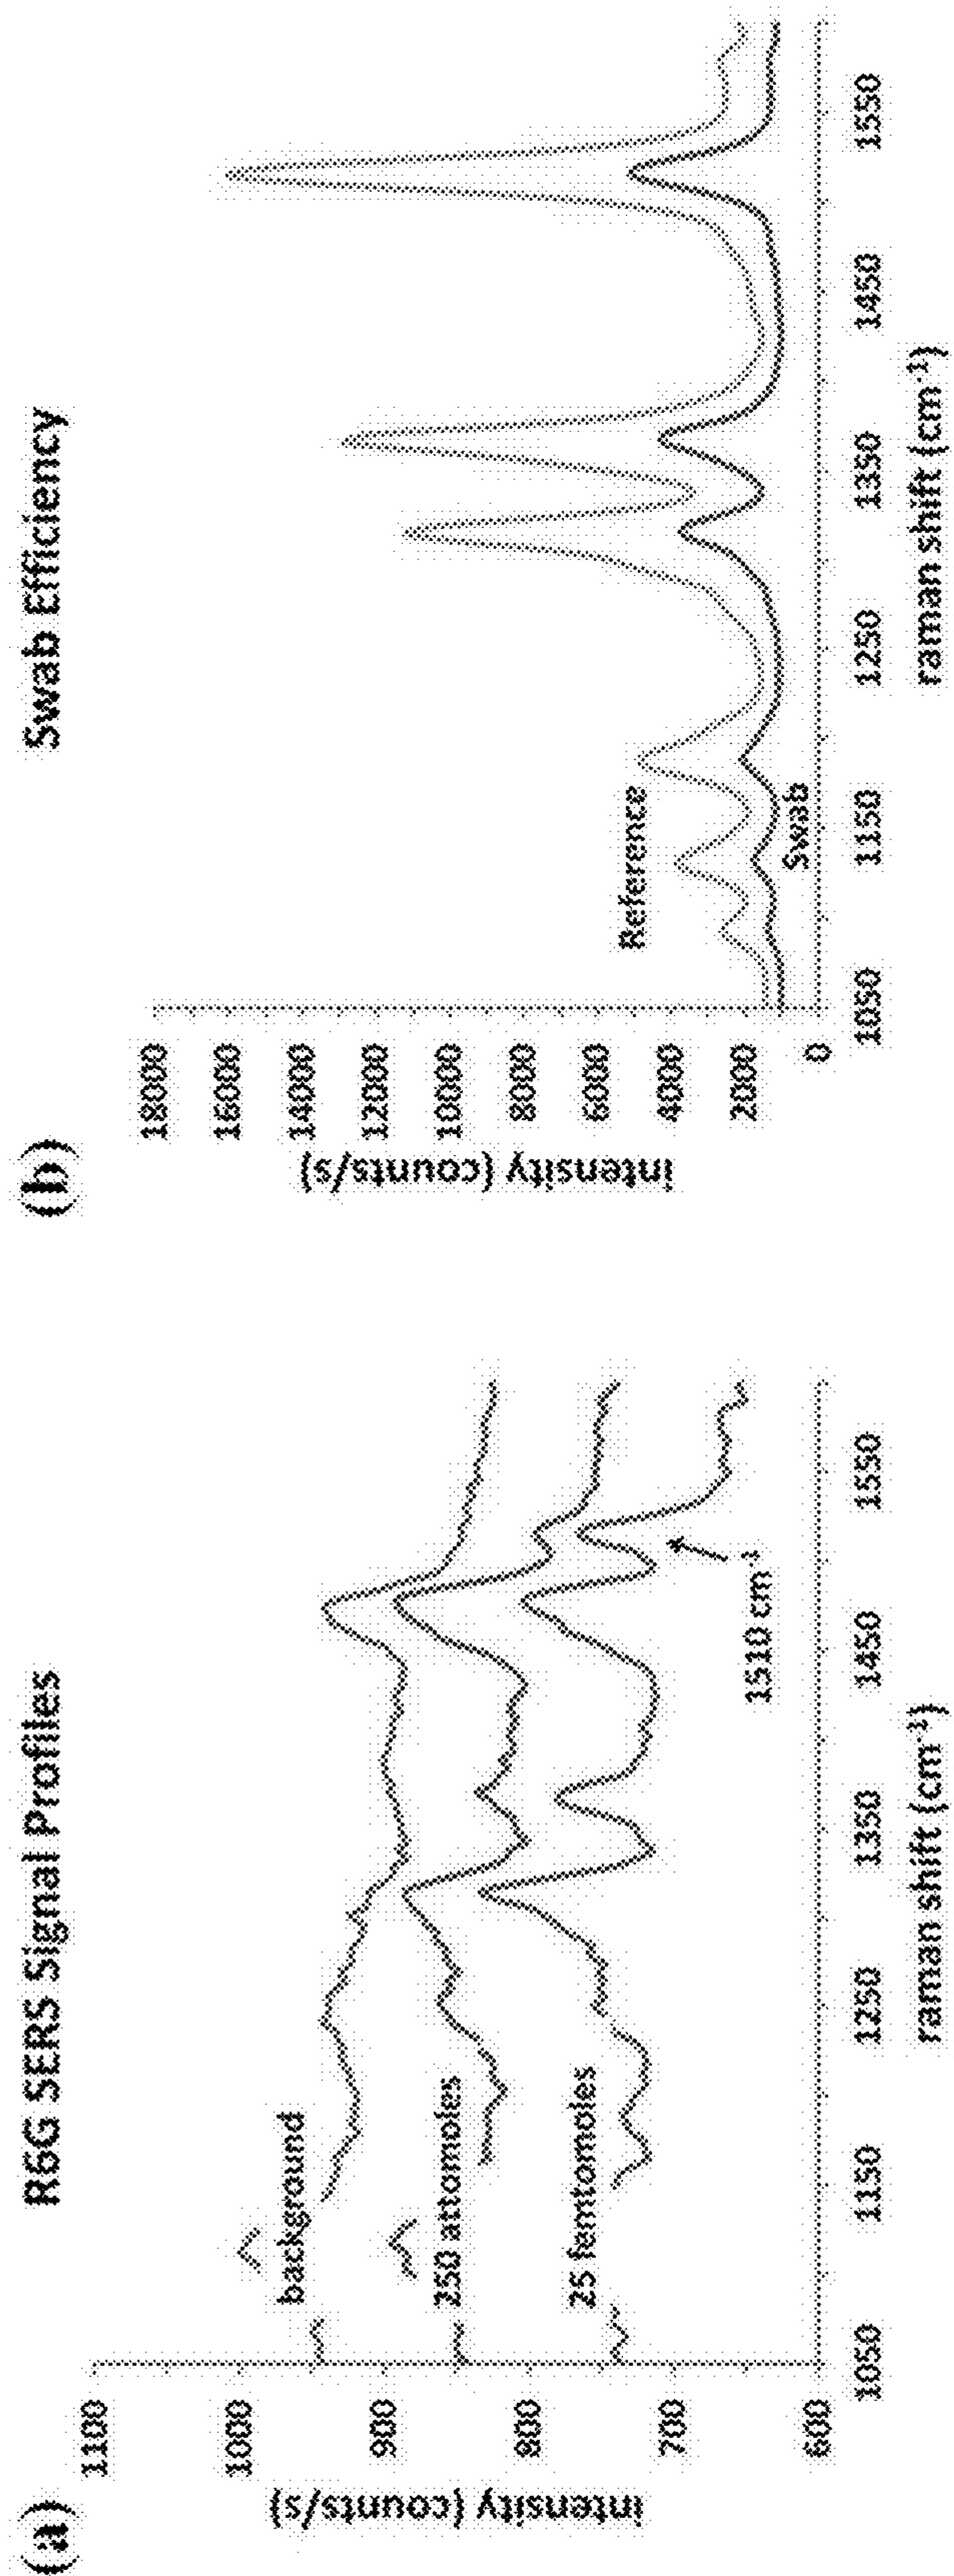 (a)
R6G SERS Signal Profiles
intensity (counts/s)
1100
1000
900
800
700
600
background
250 attomoles
25 femtomoles
1510 cm-1
1050
1150
1250
1350
1450
1550
raman shift (cm-1)
(b)
Swab Efficiency
intensity (counts/s)
18000
16000
14000
12000
10000
8000
6000
4000
2000
0
Reference
Swab
1050
1150
1250
1350
1450
1550
raman shift (cm-1)